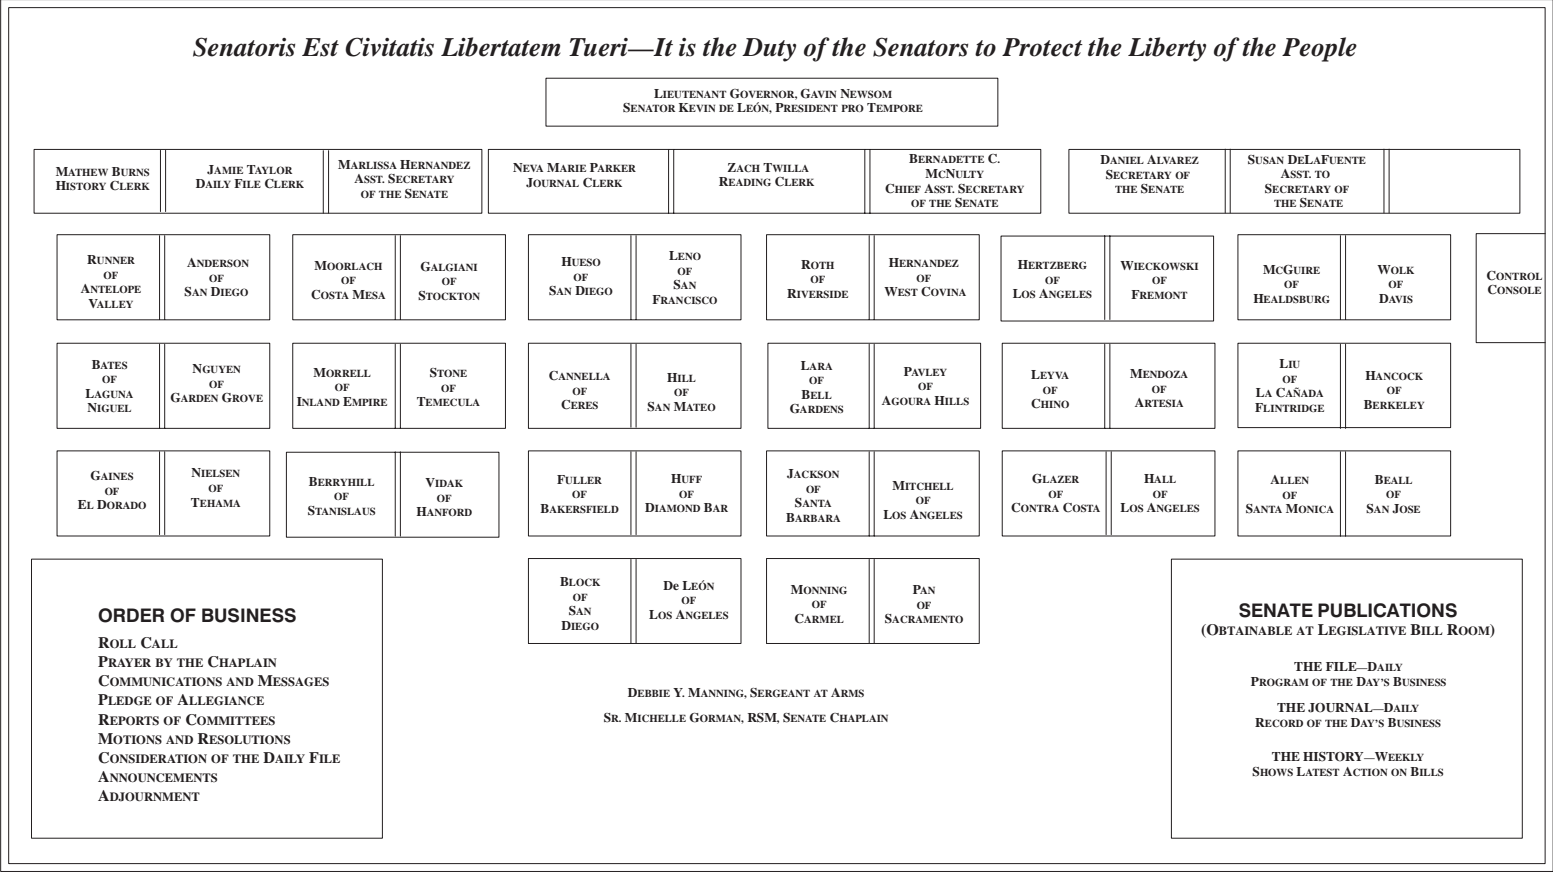 Senatoris Est Civitatis Libertatem Tueri—It is the Duty of the Senators to Protect the Liberty of the People
Lieutenant Governor, Gavin Newsom
Senator Kevin de León, President pro Tempore
Mathew Burns
History Clerk
Jamie Taylor
Daily File Clerk
Marlissa Hernandez
Asst. Secretary
of the Senate
Neva Marie Parker
Journal Clerk
Zach Twilla
Reading Clerk
Bernadette C.
McNulty
Chief Asst. Secretary
of the Senate
Daniel Alvarez
Secretary of
the Senate
Susan DeLaFuente
Asst. to
Secretary of
the Senate
Runner
of
Antelope
Valley
Anderson
of
San Diego
Moorlach
of
Costa Mesa
Galgiani
of
Stockton
Hueso
of
San Diego
Leno
of
San
Francisco
Roth
of
Riverside
Hernandez
of
West Covina
Hertzberg
of
Los Angeles
Wieckowski
of
Fremont
McGuire
of
Healdsburg
Wolk
of
Davis
Control
Console
Bates
of
Laguna
Niguel
Nguyen
of
Garden Grove
Morrell
of
Inland Empire
Stone
of
Temecula
Cannella
of
Ceres
Hill
of
San Mateo
Lara
of
Bell
Gardens
Pavley
of
Agoura Hills
Leyva
of
Chino
Mendoza
of
Artesia
Liu
of
La Cañada
Flintridge
Hancock
of
Berkeley
Gaines
of
El Dorado
Nielsen
of
Tehama
Berryhill
of
Stanislaus
Vidak
of
Hanford
Fuller
of
Bakersfield
Huff
of
Diamond Bar
Jackson
of
Santa
Barbara
Mitchell
of
Los Angeles
Glazer
of
Contra Costa
Hall
of
Los Angeles
Allen
of
Santa Monica
Beall
of
San Jose
Block
of
San
Diego
De León
of
Los Angeles
Monning
of
Carmel
Pan
of
Sacramento
ORDER OF BUSINESS
Roll Call
Prayer by the Chaplain
Communications and Messages
Pledge of Allegiance
Reports of Committees
Motions and Resolutions
Consideration of the Daily File
Announcements
Adjournment
Debbie Y. Manning, Sergeant at Arms
Sr. Michelle Gorman, RSM, Senate Chaplain
SENATE PUBLICATIONS
(Obtainable at Legislative Bill Room)
THE FILE—Daily
Program of the Day's Business
THE JOURNAL—Daily
Record of the Day's Business
THE HISTORY—Weekly
Shows Latest Action on Bills